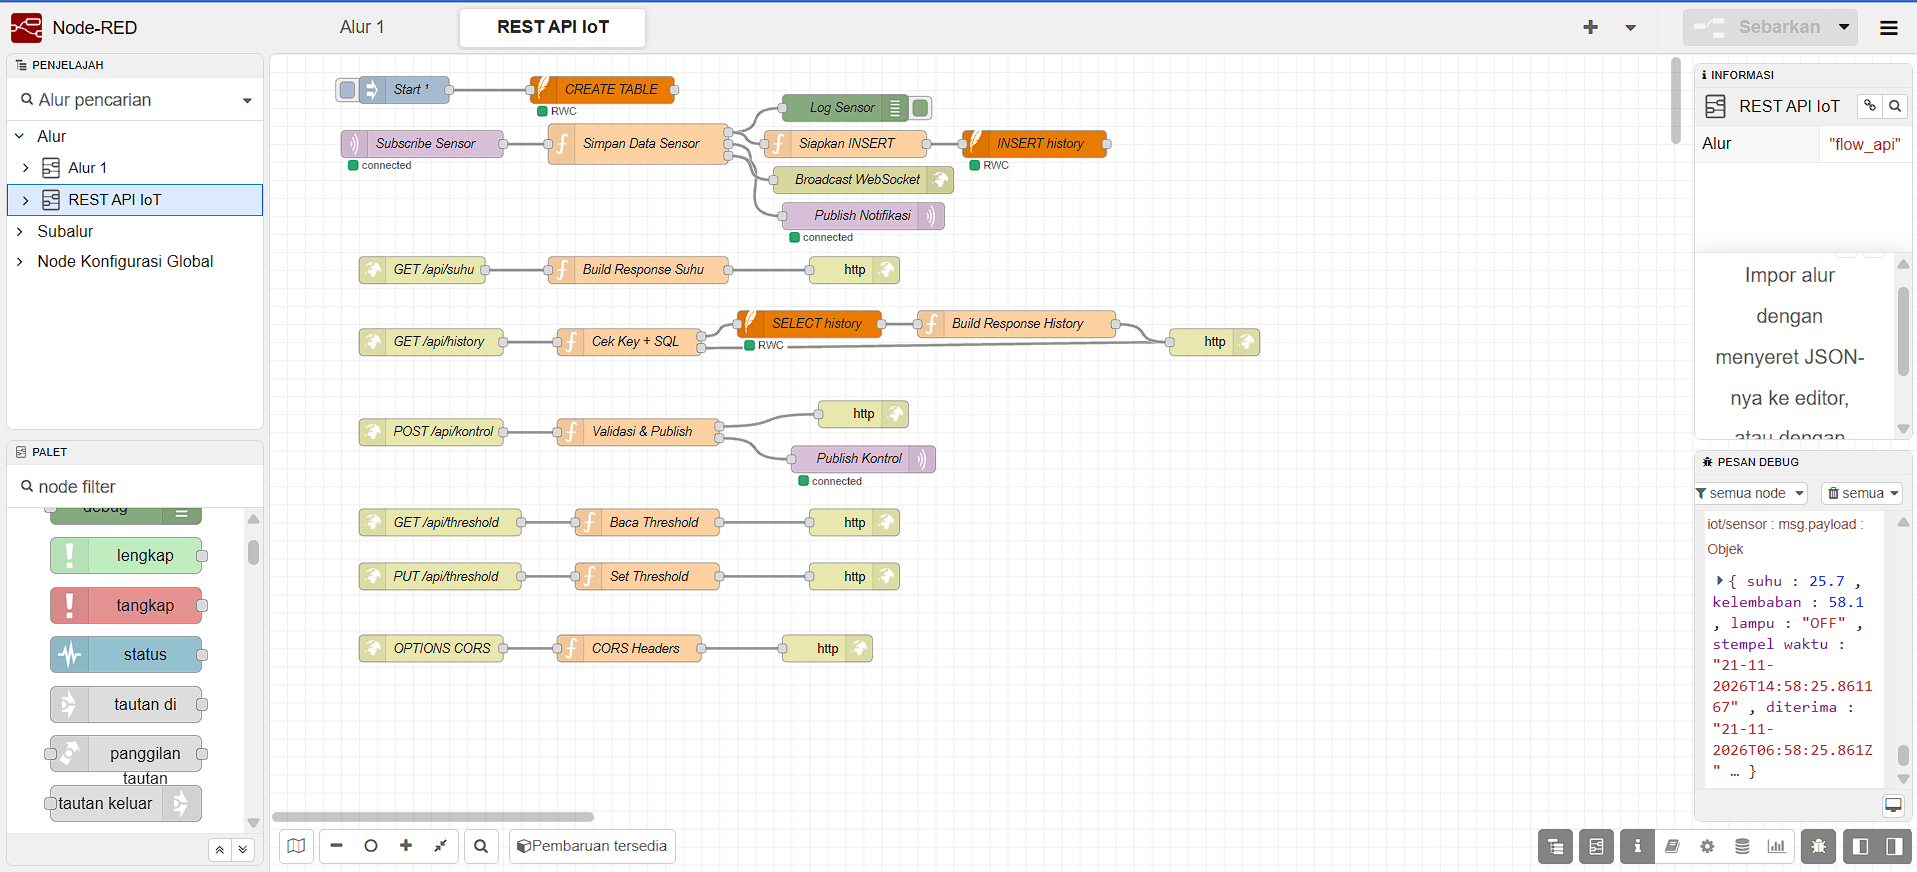 Node-RED
Alur 1
REST API IoT
Sebarkan
PENJELAJAH
Alur pencarian
Alur
Alur 1
REST API IoT
Subalur
Node Konfigurasi Global
PALET
node filter
debug
lengkap
tangkap
status
tautan di
panggilan
tautan
tautan keluar
Start ¹
CREATE TABLE
RWC
Log Sensor
Subscribe Sensor
connected
Simpan Data Sensor
Siapkan INSERT
INSERT history
RWC
Broadcast WebSocket
Publish Notifikasi
connected
GET /api/suhu
Build Response Suhu
http
GET /api/history
Cek Key + SQL
SELECT history
RWC
Build Response History
http
POST /api/kontrol
Validasi & Publish
http
Publish Kontrol
connected
GET /api/threshold
Baca Threshold
http
PUT /api/threshold
Set Threshold
http
OPTIONS CORS
CORS Headers
http
Pembaruan tersedia
INFORMASI
REST API IoT
Alur
"flow_api"
Impor alur
dengan
menyeret JSON-
nya ke editor,
atau dengan
PESAN DEBUG
semua node
semua
iot/sensor : msg.payload :
Objek
{ suhu : 25.7 ,
kelembaban : 58.1
, lampu : "OFF" ,
stempel waktu :
"21-11-
2026T14:58:25.8611
67" , diterima :
"21-11-
2026T06:58:25.861Z
" … }